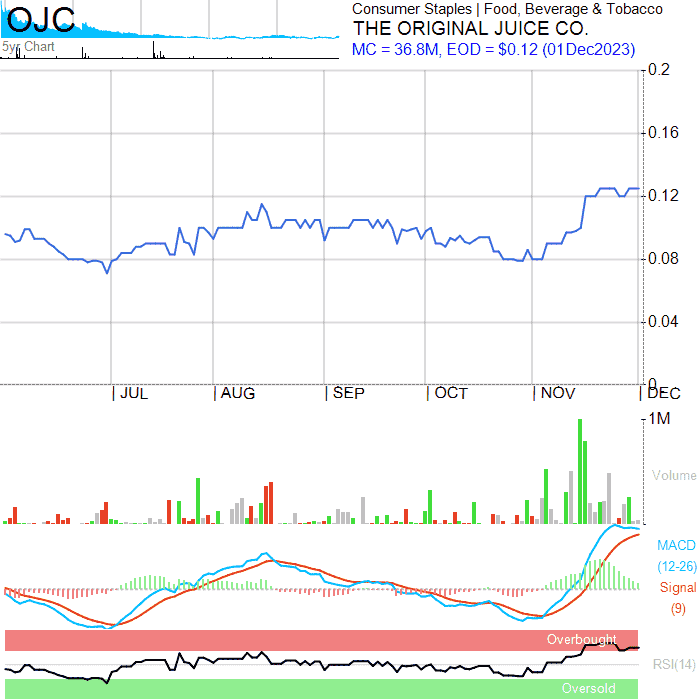 OJC
5yr Chart
Consumer Staples | Food, Beverage & Tobacco
THE ORIGINAL JUICE CO.
MC = 36.8M, EOD = $0.12 (01Dec2023)
0.2
0.16
0.12
0.08
0.04
0
JUL AUG SEP OCT NOV DEC
1M
Volume
MACD
(12-26)
Signal
(9)
Overbought
RSI(14)
Oversold